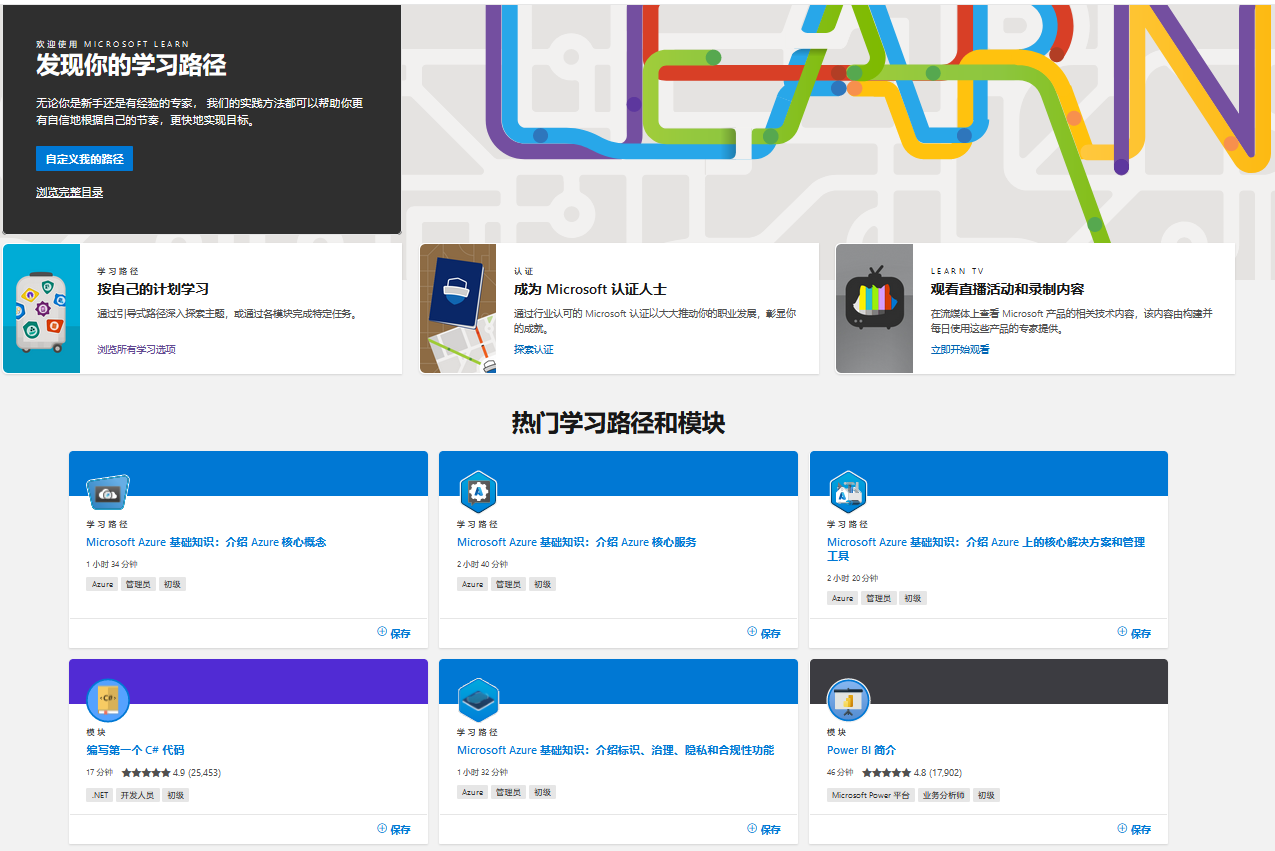 欢迎使用 MICROSOFT LEARN
发现你的学习路径
无论你是新手还是有经验的专家，我们的实践方法都可以帮助你更
有自信地根据自己的节奏，更快地实现目标。
自定义我的路径
浏览完整目录
LEARN
学习路径
按自己的计划学习
通过引导式路径深入探索主题，或通过各模块完成特定任务。
浏览所有学习选项
认证
成为 Microsoft 认证人士
通过行业认可的 Microsoft 认证以大大推动你的职业发展，彰显你
的成就。
探索认证
LEARN TV
观看直播活动和录制内容
在流媒体上查看 Microsoft 产品的相关技术内容，该内容由构建并
每日使用这些产品的专家提供。
立即开始观看
热门学习路径和模块
学习路径
Microsoft Azure 基础知识：介绍 Azure 核心概念
1 小时 34 分钟
Azure 管理员 初级
保存
学习路径
Microsoft Azure 基础知识：介绍 Azure 核心服务
2 小时 40 分钟
Azure 管理员 初级
保存
学习路径
Microsoft Azure 基础知识：介绍 Azure 上的核心解决方案和管理
工具
2 小时 20 分钟
Azure 管理员 初级
保存
C#
模块
编写第一个 C# 代码
17 分钟 ★★★★★ 4.9 (25,453)
.NET 开发人员 初级
保存
学习路径
Microsoft Azure 基础知识：介绍标识、治理、隐私和合规性功能
1 小时 32 分钟
Azure 管理员 初级
保存
模块
Power BI 简介
46 分钟 ★★★★★ 4.8 (17,902)
Microsoft Power 平台 业务分析师 初级
保存